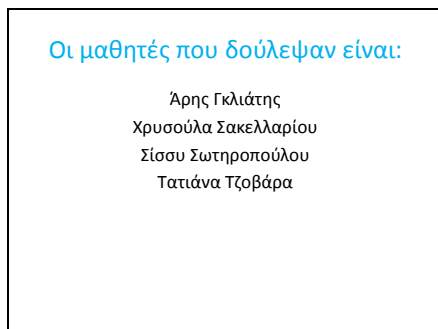 Οι μαθητές που δούλεψαν είναι:
Άρης Γκλιάτης
Χρυσούλα Σακελλαρίου
Σίσσυ Σωτηροπούλου
Τατιάνα Τζοβάρα